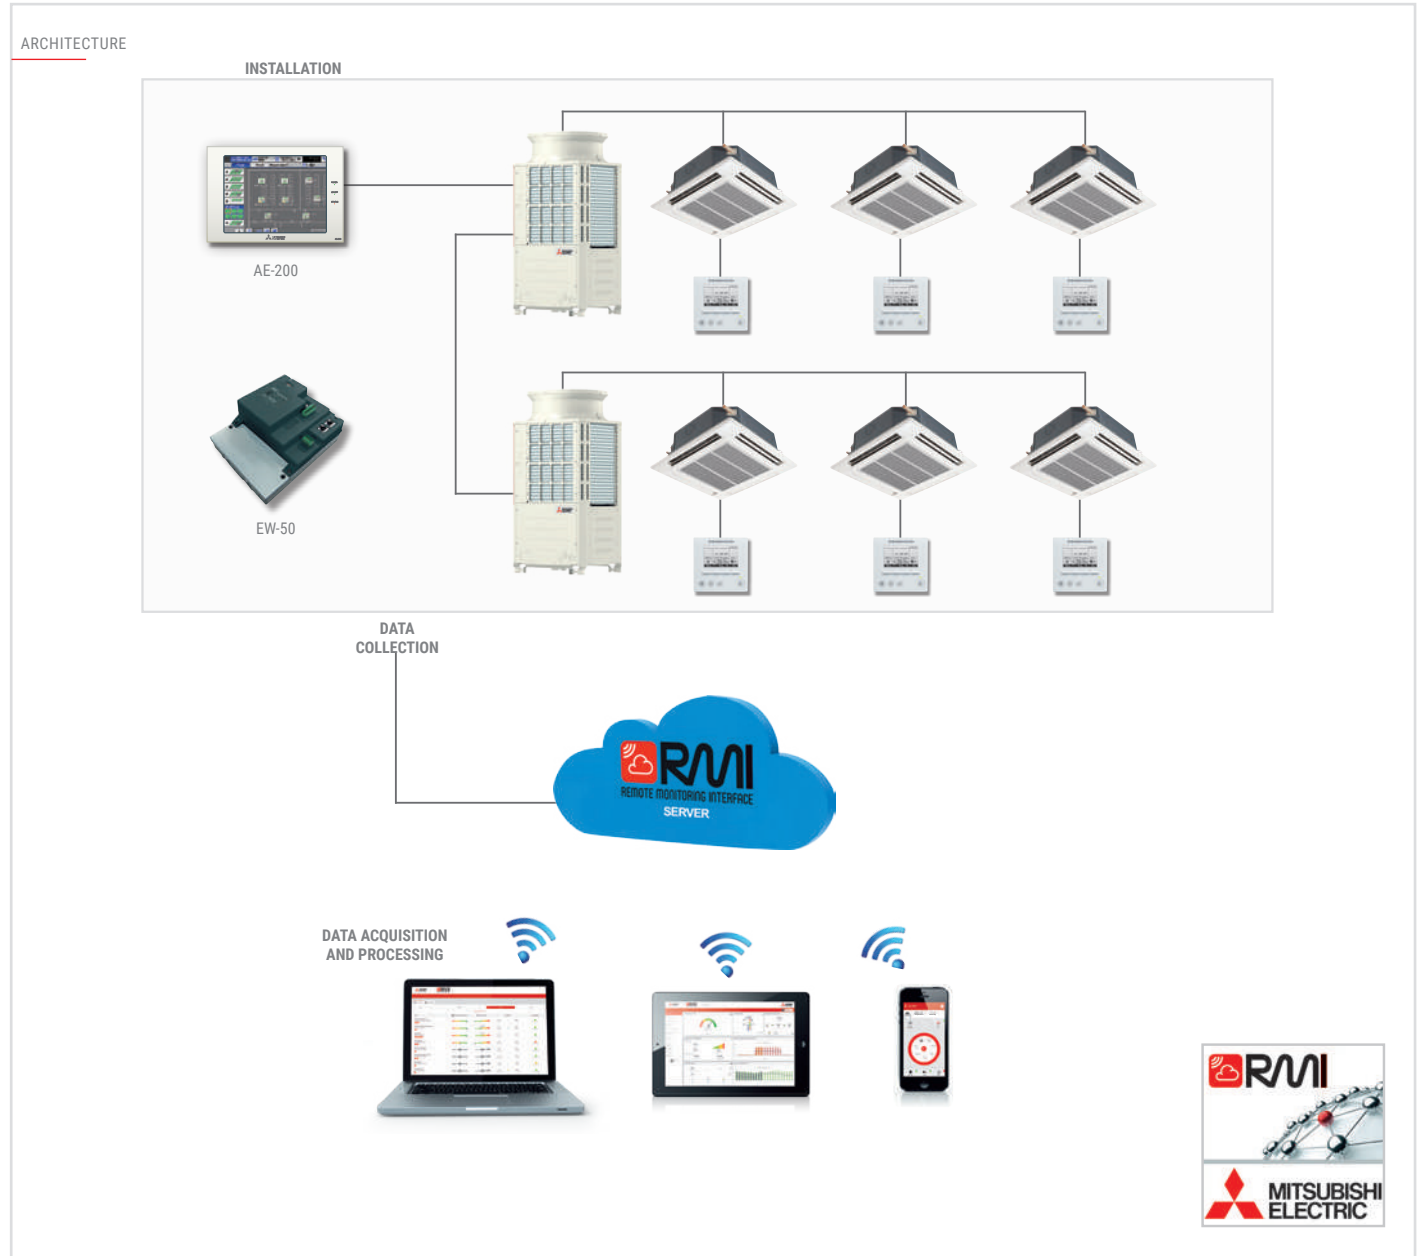 ARCHITECTURE
INSTALLATION
AE-200
EW-50
DATA
COLLECTION
RMI
REMOTE MONITORING INTERFACE
SERVER
DATA ACQUISITION
AND PROCESSING
RMI
MITSUBISHI
ELECTRIC